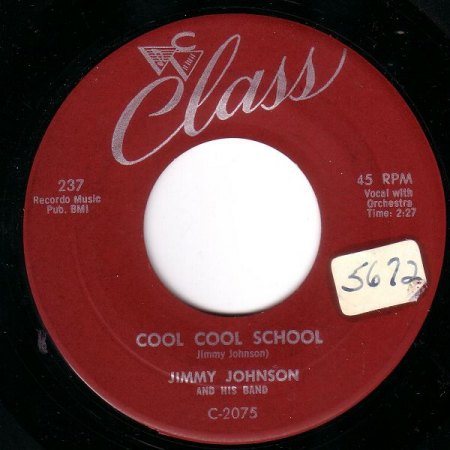 Class
237
Recordo Music
Pub. BMI
45 RPM
Vocal with
Orchestra
Time: 2:27
5672
COOL COOL SCHOOL
(Jimmy Johnson)
JIMMY JOHNSON
AND HIS BAND
C-2075